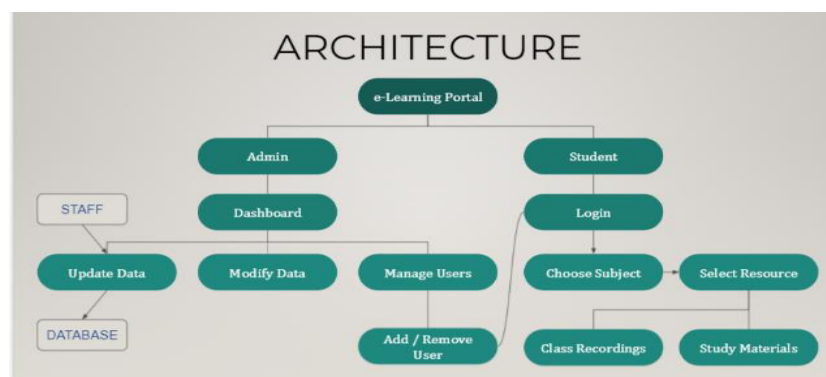 ARCHITECTURE
e-Learning Portal
Admin
Student
STAFF
Dashboard
Login
Update Data
Modify Data
Manage Users
Choose Subject
Select Resource
DATABASE
Add / Remove
User
Class Recordings
Study Materials